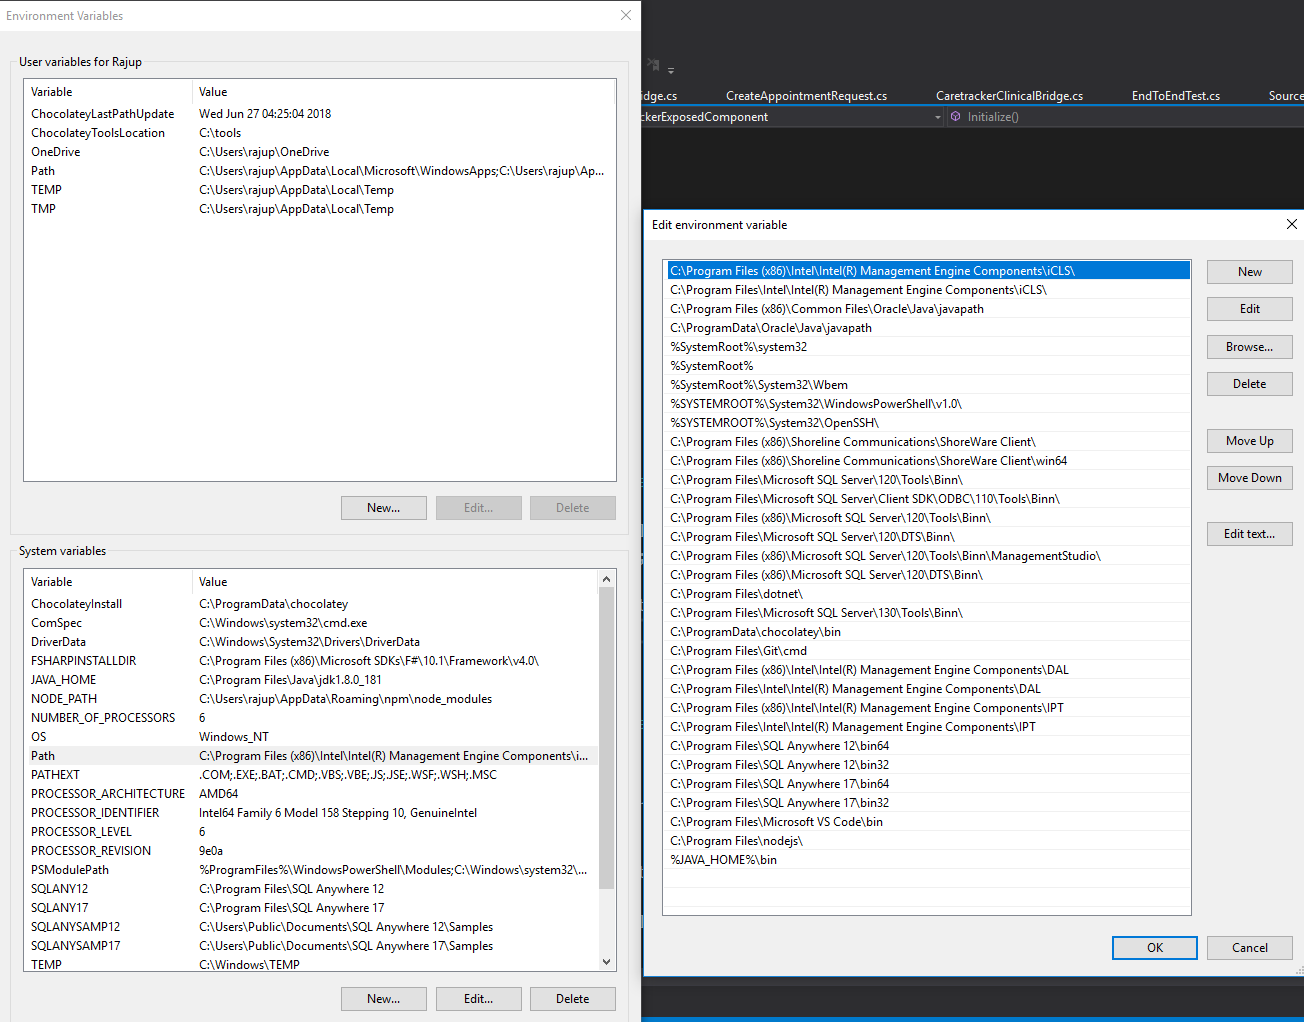 Environment Variables
User variables for Rajup
Variable Value
ChocolateyLastPathUpdate Wed Jun 27 04:25:04 2018
ChocolateyToolsLocation C:\tools
OneDrive C:\Users\rajup\OneDrive
Path C:\Users\rajup\AppData\Local\Microsoft\WindowsApps;C:\Users\rajup\Ap...
TEMP C:\Users\rajup\AppData\Local\Temp
TMP C:\Users\rajup\AppData\Local\Temp
New... Edit... Delete
System variables
Variable Value
ChocolateyInstall C:\ProgramData\chocolatey
ComSpec C:\Windows\system32\cmd.exe
DriverData C:\Windows\System32\Drivers\DriverData
FSHARPINSTALLDIR C:\Program Files (x86)\Microsoft SDKs\F#\10.1\Framework\v4.0\
JAVA_HOME C:\Program Files\Java\jdk1.8.0_181
NODE_PATH C:\Users\rajup\AppData\Roaming\npm\node_modules
NUMBER_OF_PROCESSORS 6
OS Windows_NT
Path C:\Program Files (x86)\Intel\Intel(R) Management Engine Components\i...
PATHEXT .COM;.EXE;.BAT;.CMD;.VBS;.VBE;.JS;.JSE;.WSF;.WSH;.MSC
PROCESSOR_ARCHITECTURE AMD64
PROCESSOR_IDENTIFIER Intel64 Family 6 Model 158 Stepping 10, GenuineIntel
PROCESSOR_LEVEL 6
PROCESSOR_REVISION 9e0a
PSModulePath %ProgramFiles%\WindowsPowerShell\Modules;C:\Windows\system32\...
SQLANY12 C:\Program Files\SQL Anywhere 12
SQLANY17 C:\Program Files\SQL Anywhere 17
SQLANYSAMP12 C:\Users\Public\Documents\SQL Anywhere 12\Samples
SQLANYSAMP17 C:\Users\Public\Documents\SQL Anywhere 17\Samples
TEMP C:\Windows\TEMP
New... Edit... Delete
idge.cs CreateAppointmentRequest.cs CaretrackerClinicalBridge.cs EndToEndTest.cs Source
ckerExposedComponent Initialize()
Edit environment variable
C:\Program Files (x86)\Intel\Intel(R) Management Engine Components\iCLS\
C:\Program Files\Intel\Intel(R) Management Engine Components\iCLS\
C:\Program Files (x86)\Common Files\Oracle\Java\javapath
C:\ProgramData\Oracle\Java\javapath
%SystemRoot%\system32
%SystemRoot%
%SystemRoot%\System32\Wbem
%SYSTEMROOT%\System32\WindowsPowerShell\v1.0\
%SYSTEMROOT%\System32\OpenSSH\
C:\Program Files (x86)\Shoreline Communications\ShoreWare Client\
C:\Program Files (x86)\Shoreline Communications\ShoreWare Client\win64
C:\Program Files\Microsoft SQL Server\120\Tools\Binn\
C:\Program Files\Microsoft SQL Server\Client SDK\ODBC\110\Tools\Binn\
C:\Program Files (x86)\Microsoft SQL Server\120\Tools\Binn\
C:\Program Files\Microsoft SQL Server\120\DTS\Binn\
C:\Program Files (x86)\Microsoft SQL Server\120\Tools\Binn\ManagementStudio\
C:\Program Files (x86)\Microsoft SQL Server\120\DTS\Binn\
C:\Program Files\dotnet\
C:\Program Files\Microsoft SQL Server\130\Tools\Binn\
C:\ProgramData\chocolatey\bin
C:\Program Files\Git\cmd
C:\Program Files (x86)\Intel\Intel(R) Management Engine Components\DAL
C:\Program Files\Intel\Intel(R) Management Engine Components\DAL
C:\Program Files (x86)\Intel\Intel(R) Management Engine Components\IPT
C:\Program Files\Intel\Intel(R) Management Engine Components\IPT
C:\Program Files\SQL Anywhere 12\bin64
C:\Program Files\SQL Anywhere 12\bin32
C:\Program Files\SQL Anywhere 17\bin64
C:\Program Files\SQL Anywhere 17\bin32
C:\Program Files\Microsoft VS Code\bin
C:\Program Files\nodejs\
%JAVA_HOME%\bin
New
Edit
Browse...
Delete
Move Up
Move Down
Edit text...
OK Cancel